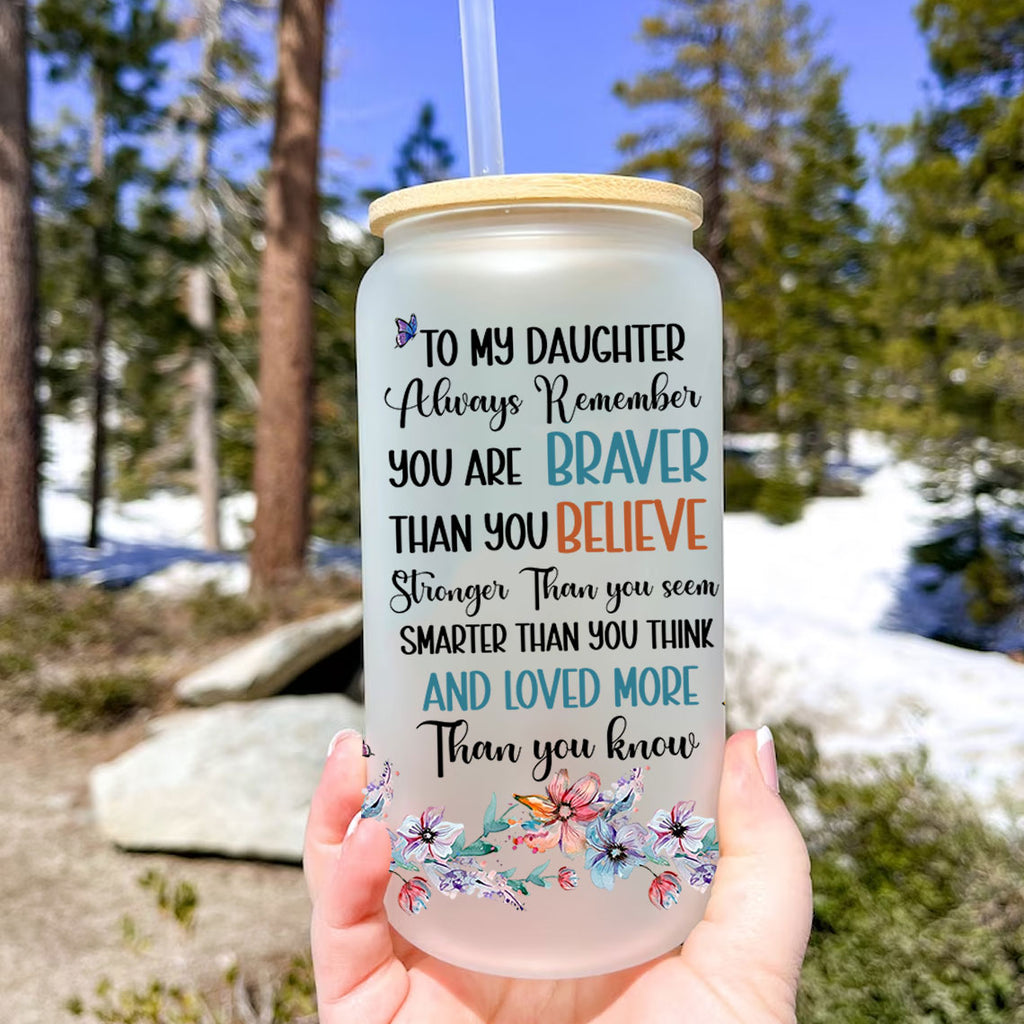 TO MY DAUGHTER
Always Remember
YOU ARE BRAVER
THAN YOU BELIEVE
Stronger Than you seem
SMARTER THAN YOU THINK
AND LOVED MORE
Than you know